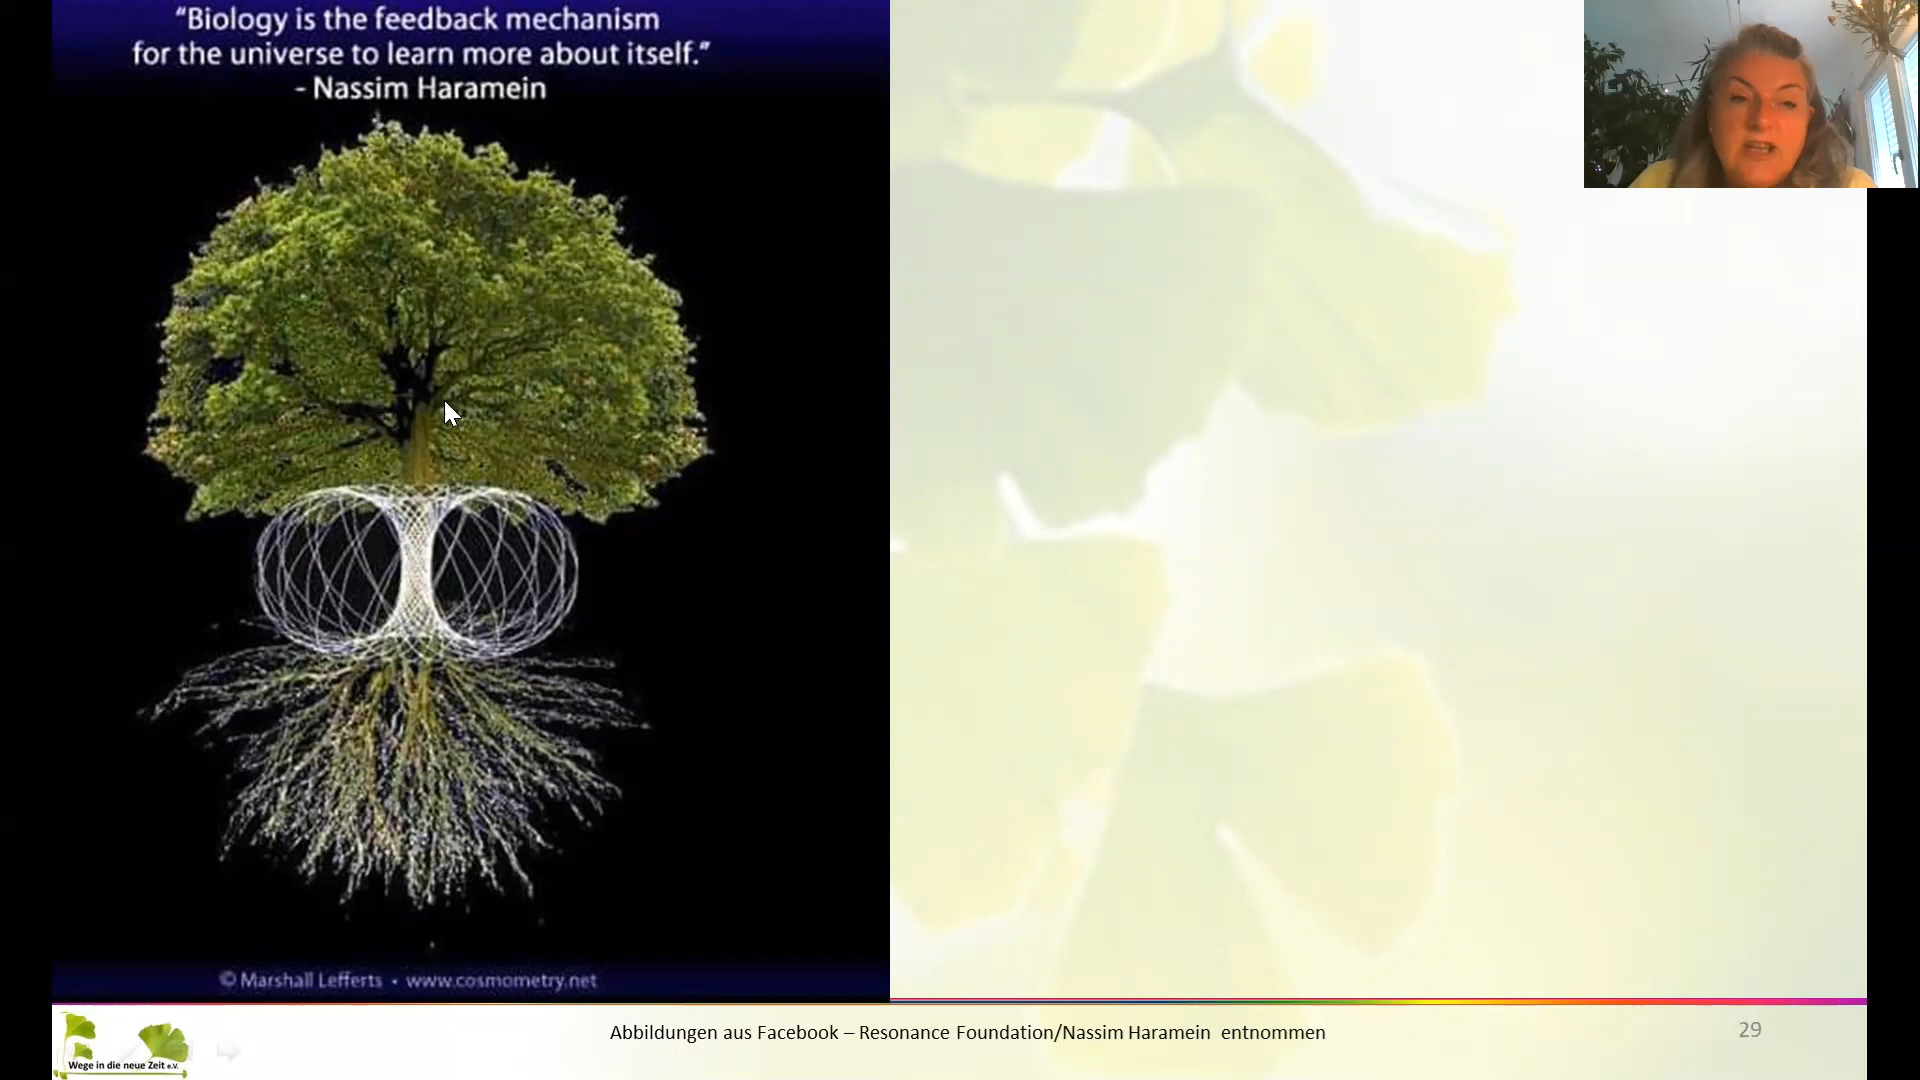 “Biology is the feedback mechanism
for the universe to learn more about itself.”
- Nassim Haramein
© Marshall Lefferts • www.cosmometry.net
Abbildungen aus Facebook – Resonance Foundation/Nassim Haramein entnommen
29
Wege in die neue Zeit e.V.